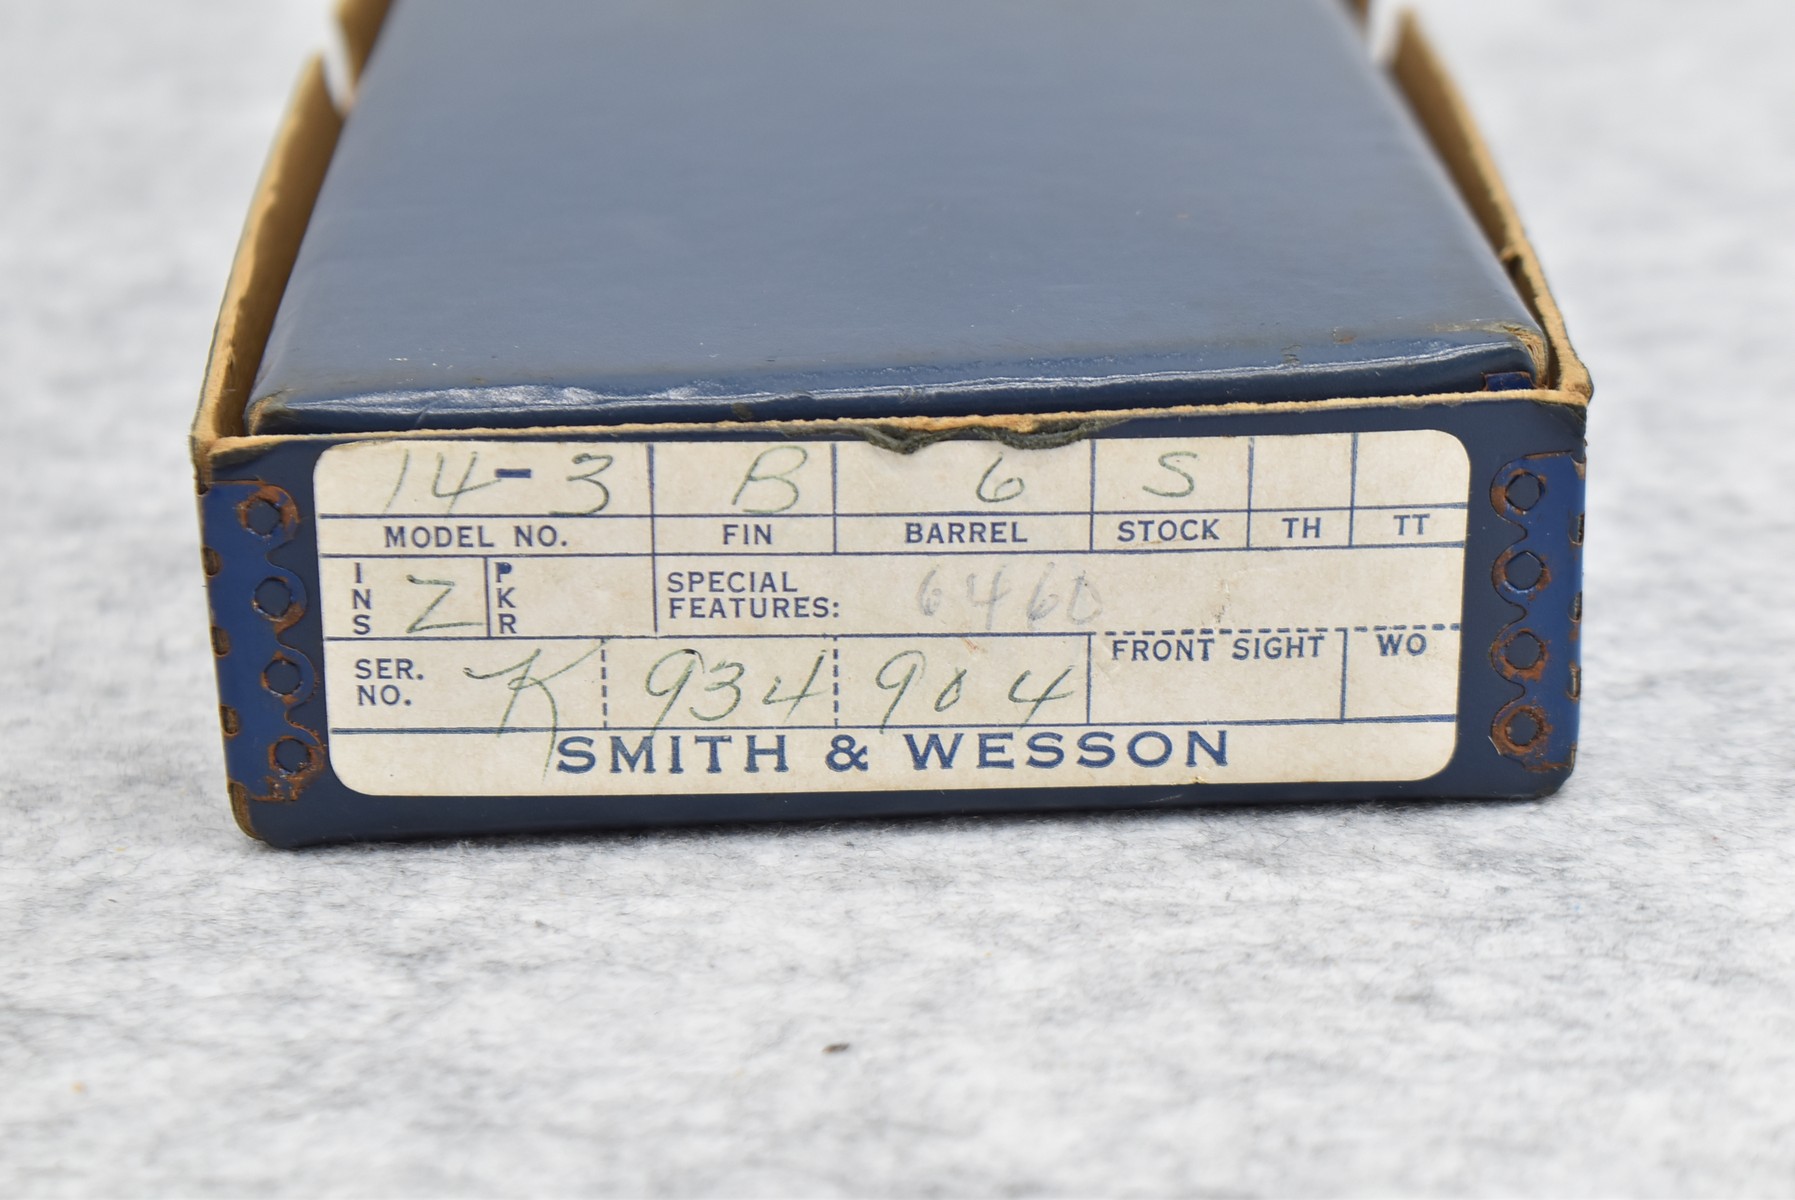 14-3 B 6 S
MODEL NO. FIN BARREL STOCK TH TT
INS Z PKR SPECIAL FEATURES: 6460
SER. NO. K 934 904 FRONT SIGHT WO
SMITH & WESSON